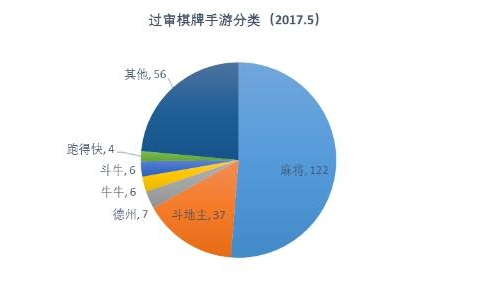 过审棋牌手游分类（2017.5）
其他, 56
跑得快, 4
斗牛, 6
牛牛, 6
德州, 7
斗地主, 37
麻将, 122